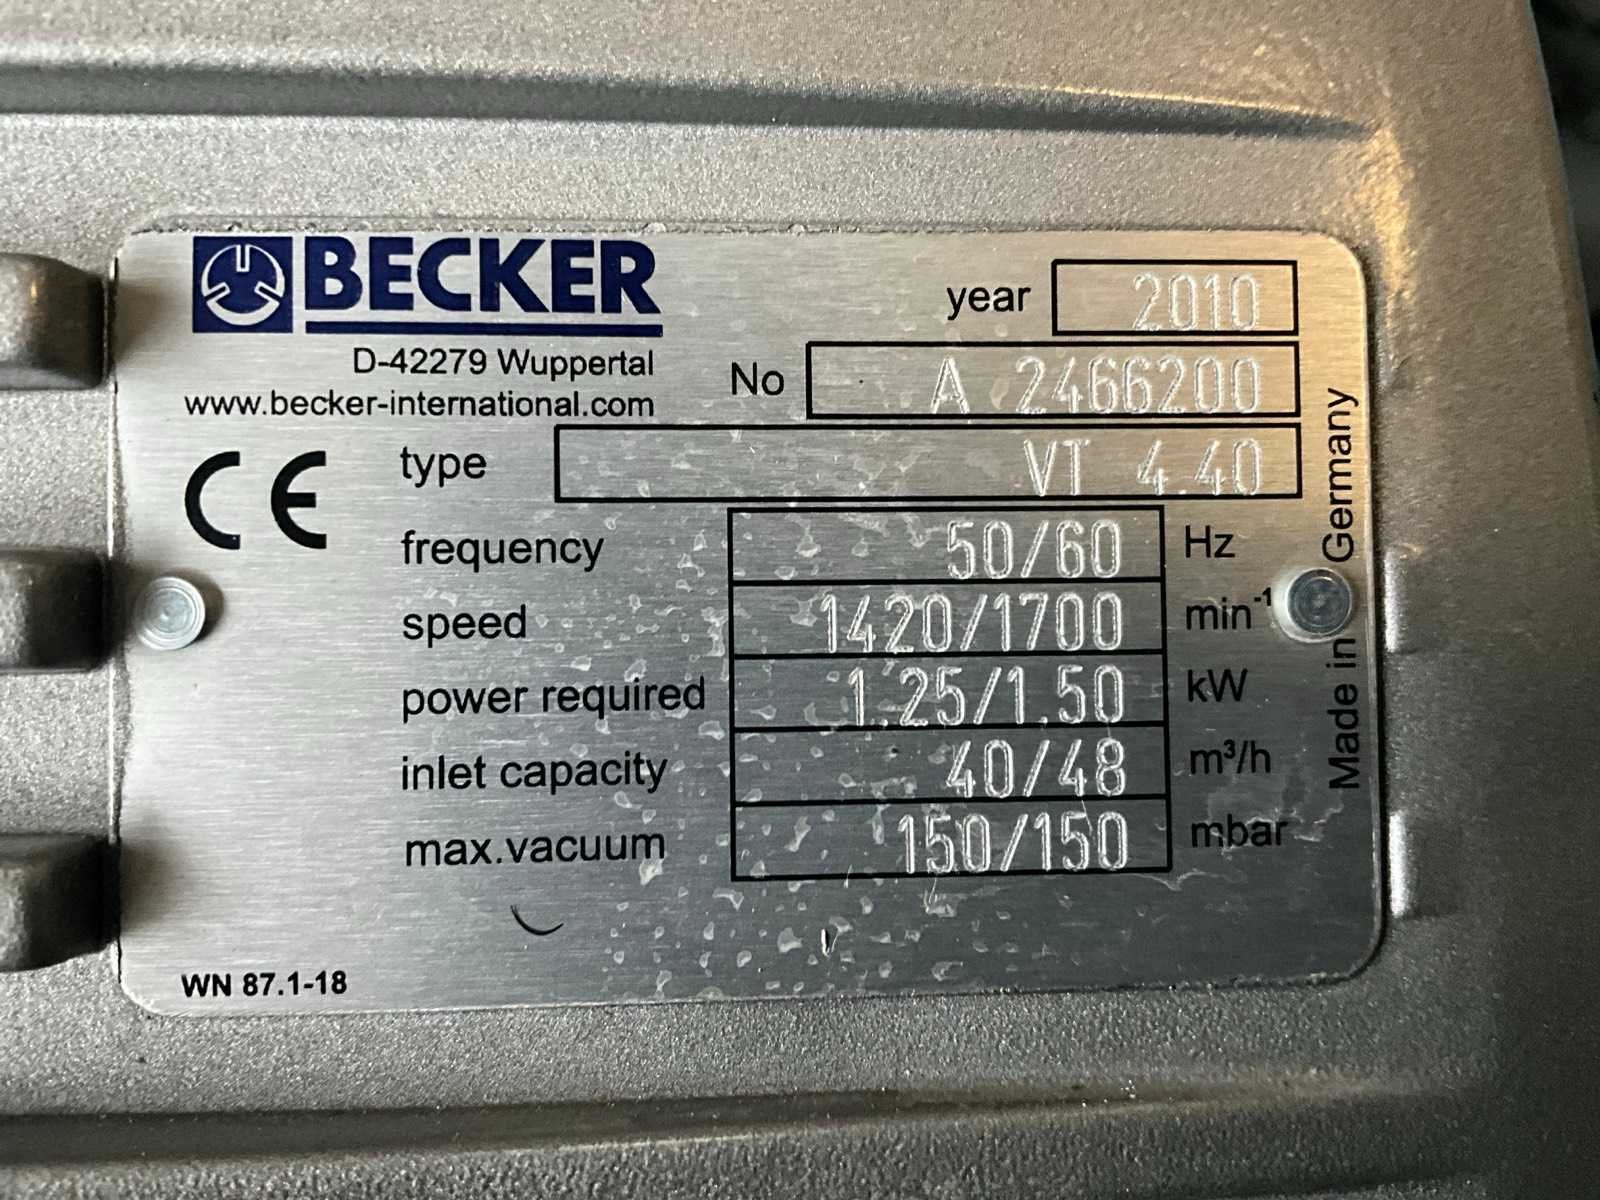 BECKER
D-42279 Wuppertal
www.becker-international.com
CE
year 2010
No A 2466200
type VT 4.40
frequency 50/60 Hz
speed 1420/1700 min⁻¹
power required 1.25/1.50 kW
inlet capacity 40/48 m³/h
max.vacuum 150/150 mbar
WN 87.1-18
Made in Germany